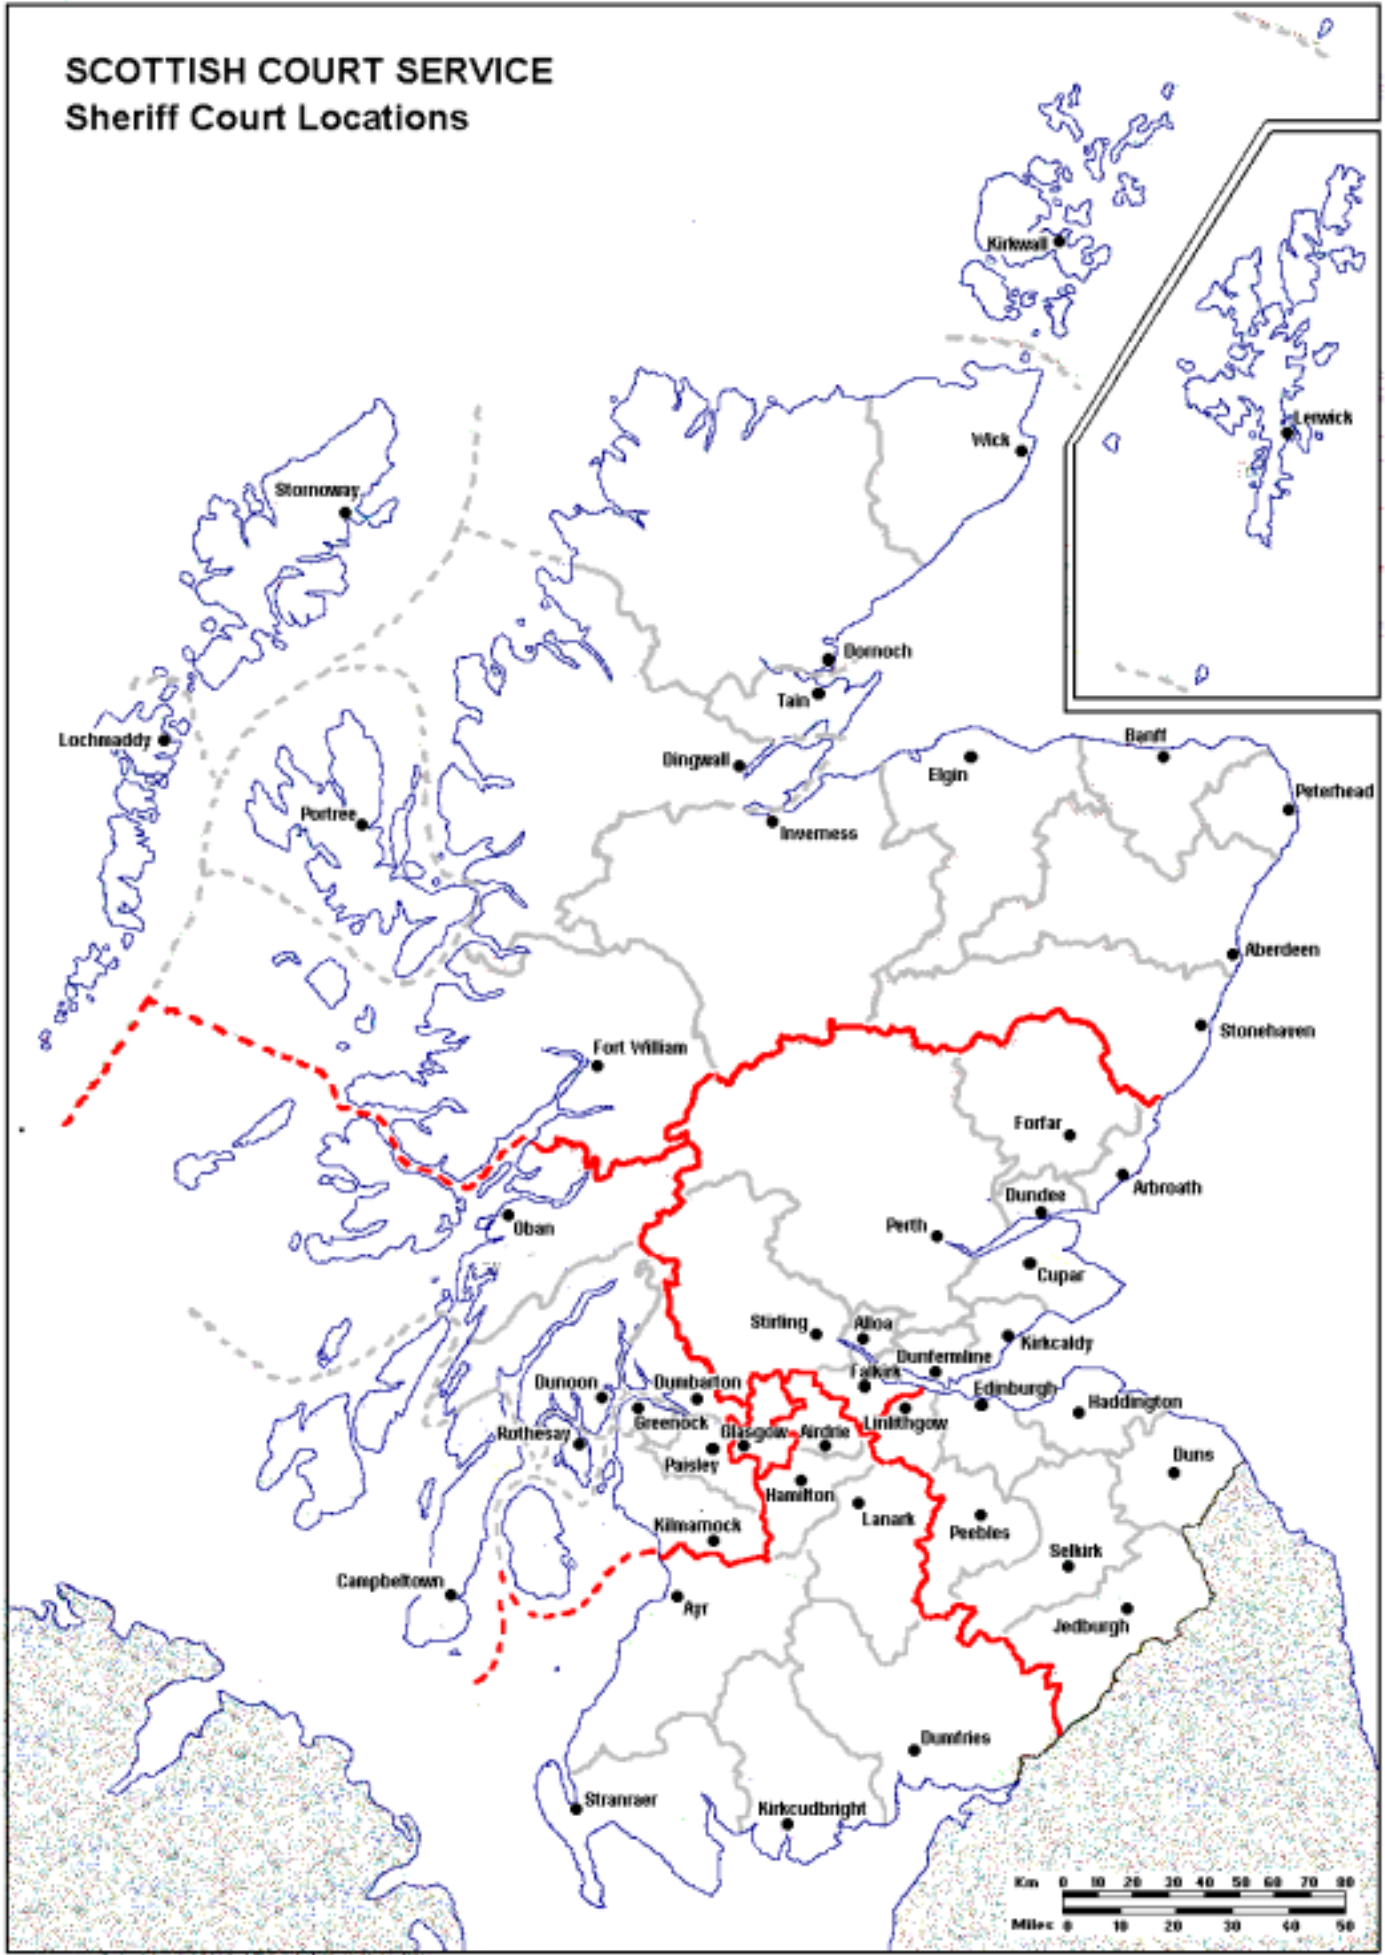 SCOTTISH COURT SERVICE
Sheriff Court Locations
Kirkwall
Lerwick
Wick
Stornoway
Dornoch
Tain
Lochmaddy
Dingwall
Banff
Elgin
Peterhead
Portree
Inverness
Aberdeen
Stonehaven
Fort William
Forfar
Arbroath
Dundee
Perth
Oban
Cupar
Stirling
Alloa
Kirkcaldy
Dunfermline
Falkirk
Dunoon
Dumbarton
Edinburgh
Haddington
Greenock
Linlithgow
Rothesay
Glasgow
Airdrie
Paisley
Duns
Hamilton
Lanark
Kilmarnock
Peebles
Selkirk
Campbeltown
Ayr
Jedburgh
Dumfries
Stranraer
Kirkcudbright
Km 0 10 20 30 40 50 60 70 80
Miles 0 10 20 30 40 50